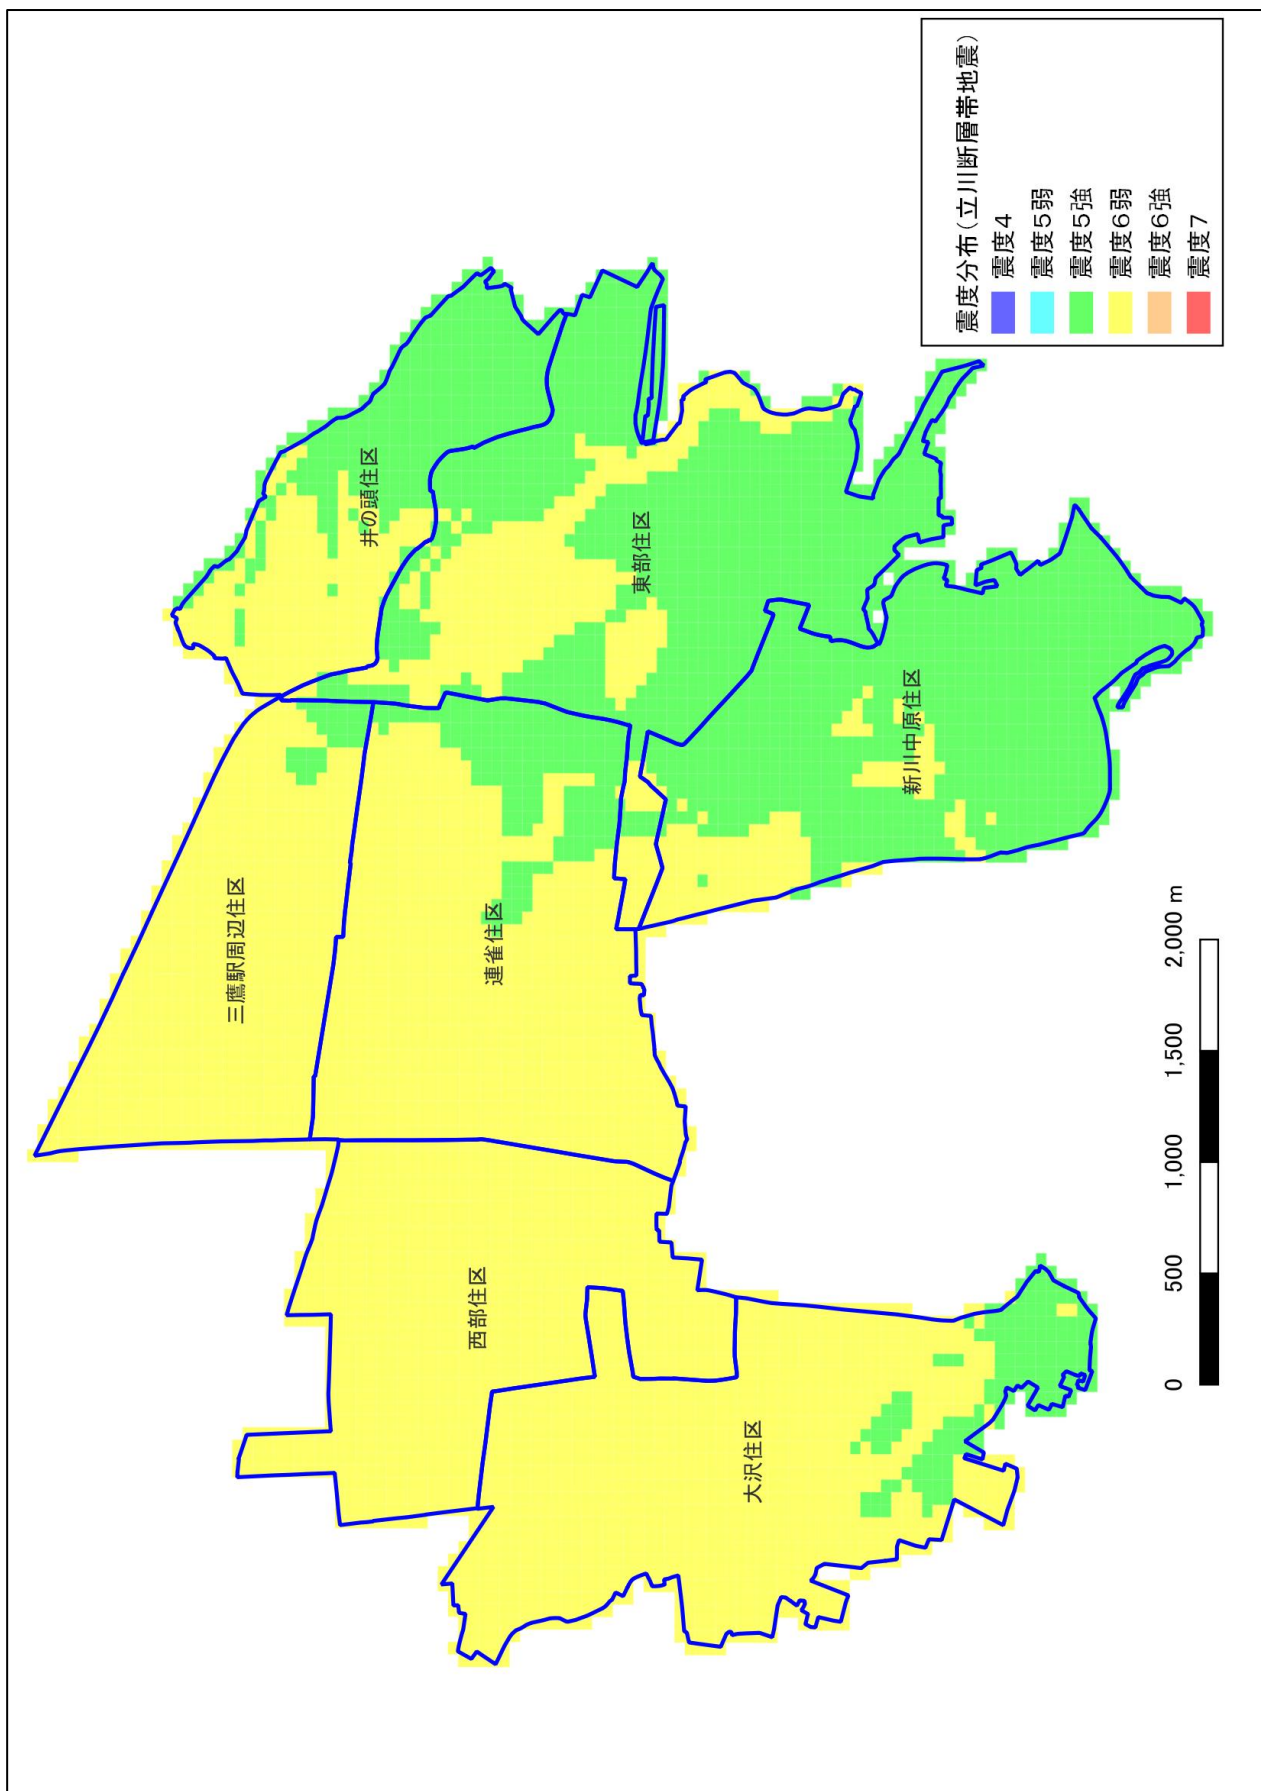 三鷹駅周辺住区
井の頭住区
連雀住区
西部住区
東部住区
大沢住区
新川中原住区
0 500 1,000 1,500 2,000 m
震度分布(立川断層帯地震)
震度4
震度5弱
震度5強
震度6弱
震度6強
震度7